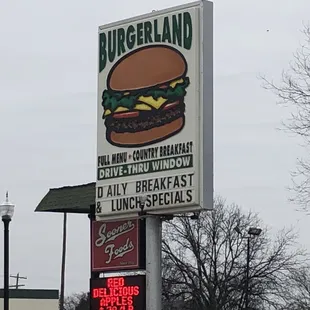 BURGERLAND
FULL MENU • COUNTRY BREAKFAST
DRIVE-THRU WINDOW
DAILY BREAKFAST
& LUNCH SPECIALS
Sooner
Foods
RED
DELICIOUS
APPLES